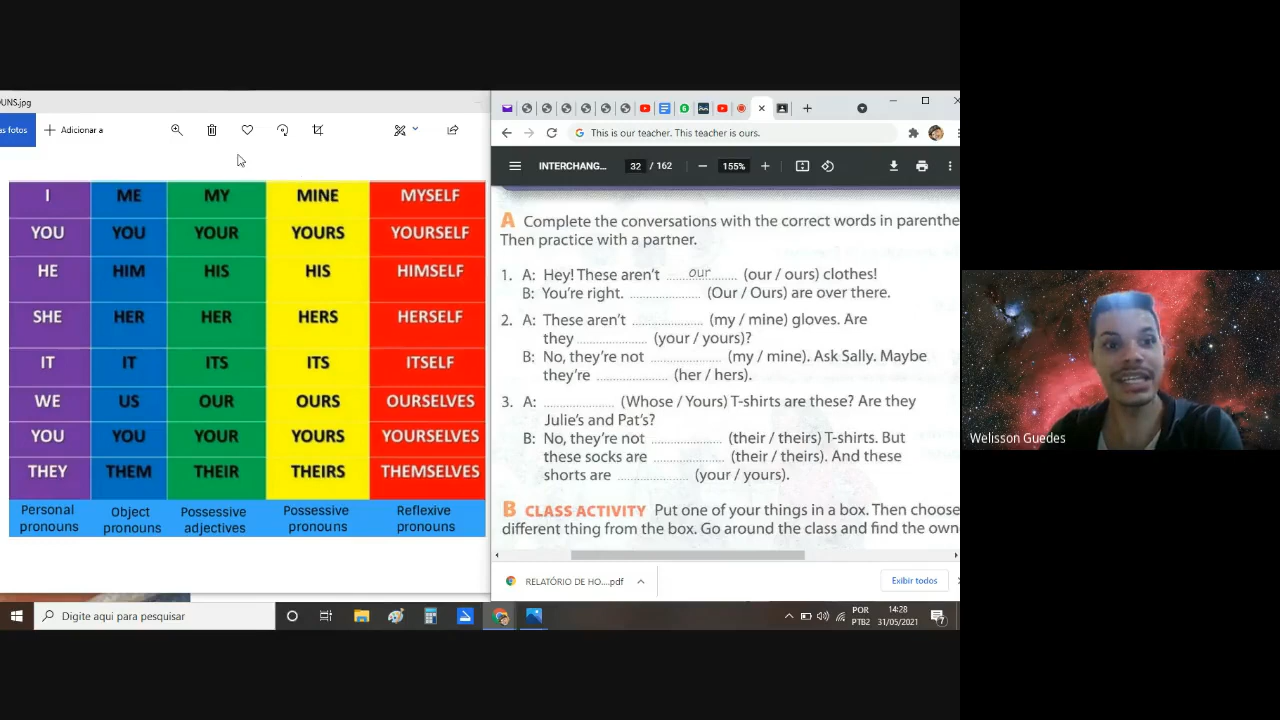 UNS.jpg
as fotos
Adicionar a
I ME MY MINE MYSELF
YOU YOU YOUR YOURS YOURSELF
HE HIM HIS HIS HIMSELF
SHE HER HER HERS HERSELF
IT IT ITS ITS ITSELF
WE US OUR OURS OURSELVES
YOU YOU YOUR YOURS YOURSELVES
THEY THEM THEIR THEIRS THEMSELVES
Personal Object Possessive Possessive Reflexive
pronouns pronouns adjectives pronouns pronouns
This is our teacher. This teacher is ours.
INTERCHANG... 32 / 162 155%
A Complete the conversations with the correct words in parenthe
Then practice with a partner.
1. A: Hey! These aren't our (our / ours) clothes!
B: You're right. (Our / Ours) are over there.
2. A: These aren't (my / mine) gloves. Are
they (your / yours)?
B: No, they're not (my / mine). Ask Sally. Maybe
they're (her / hers).
3. A: (Whose / Yours) T-shirts are these? Are they
Julie's and Pat's?
B: No, they're not (their / theirs) T-shirts. But
these socks are (their / theirs). And these
shorts are (your / yours).
B CLASS ACTIVITY Put one of your things in a box. Then choose
different thing from the box. Go around the class and find the own
RELATÓRIO DE HO....pdf
Exibir todos
Digite aqui para pesquisar
POR
PTB2
14:28
31/05/2021
7
Welisson Guedes